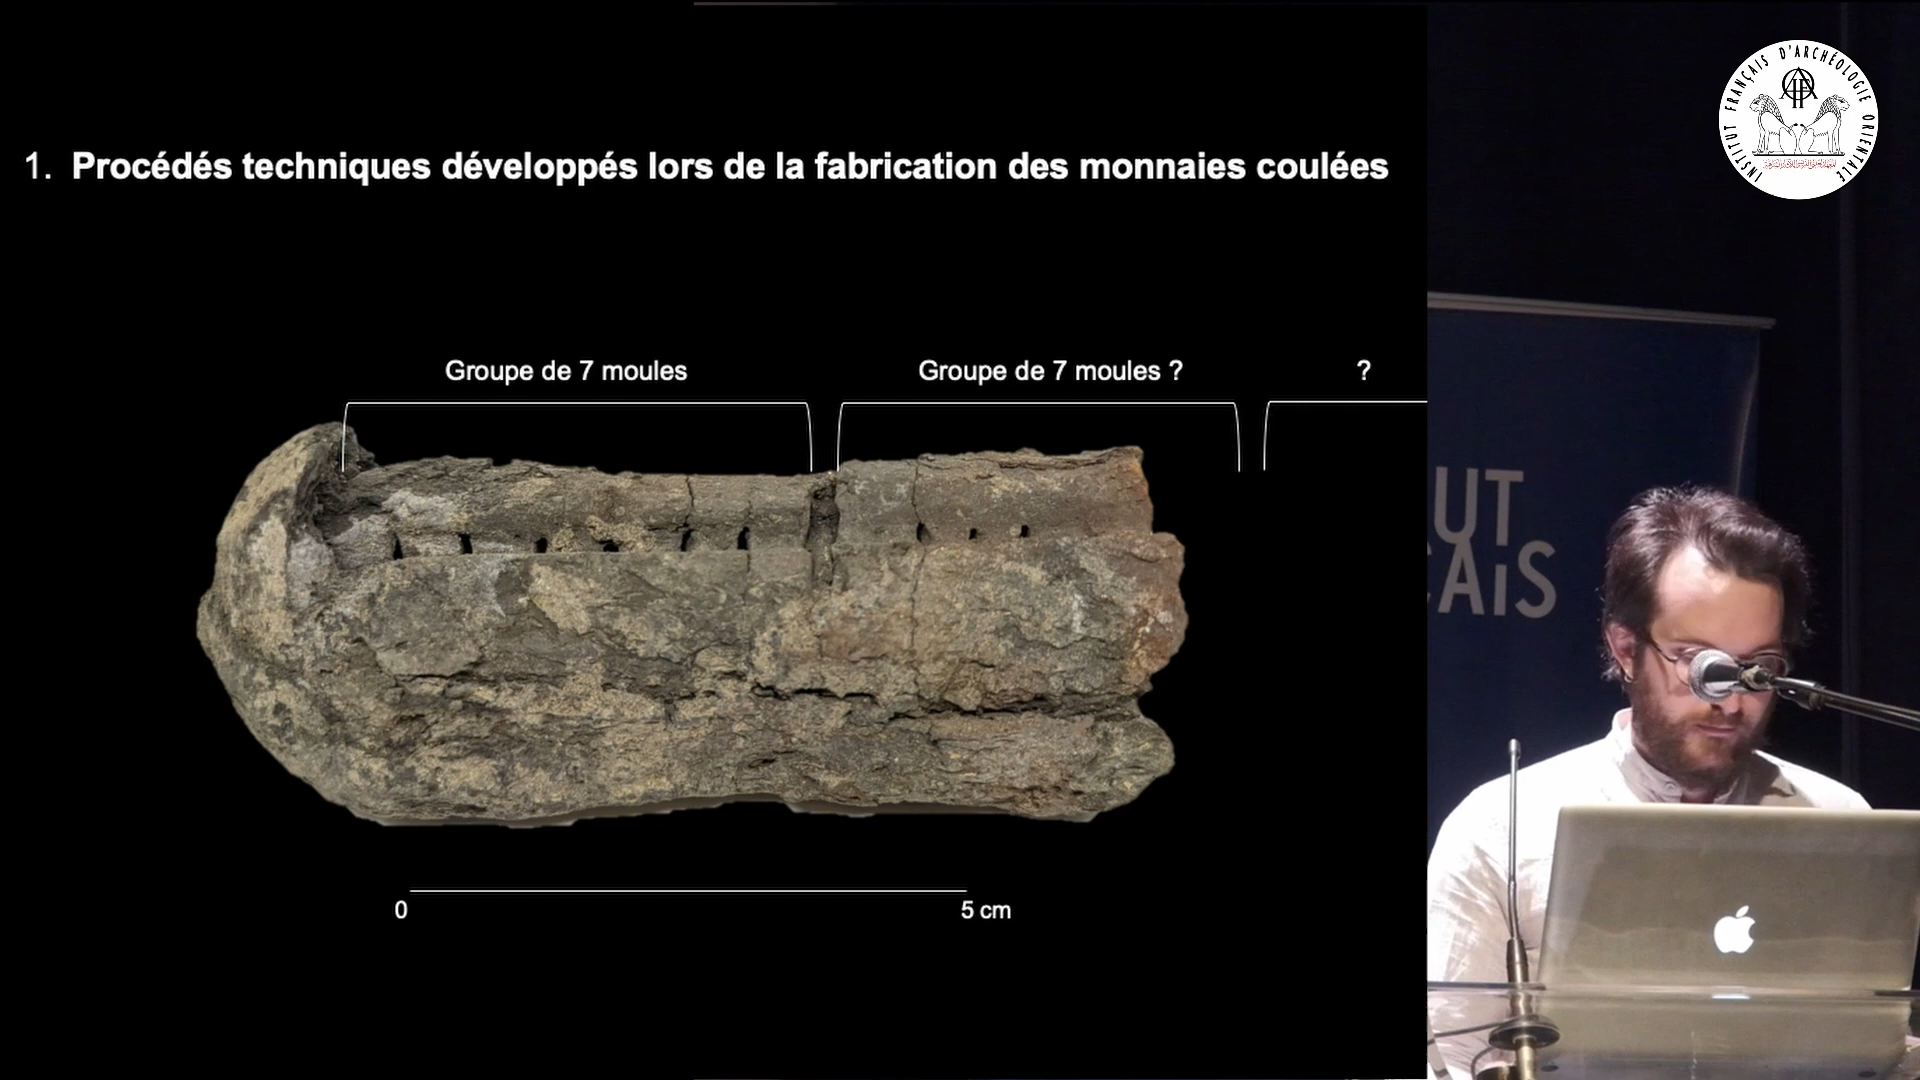 1. Procédés techniques développés lors de la fabrication des monnaies coulées
Groupe de 7 moules
Groupe de 7 moules ?
?
0
5 cm
INSTITUT FRANÇAIS D'ARCHÉOLOGIE ORIENTALE
UT
ÇAIS